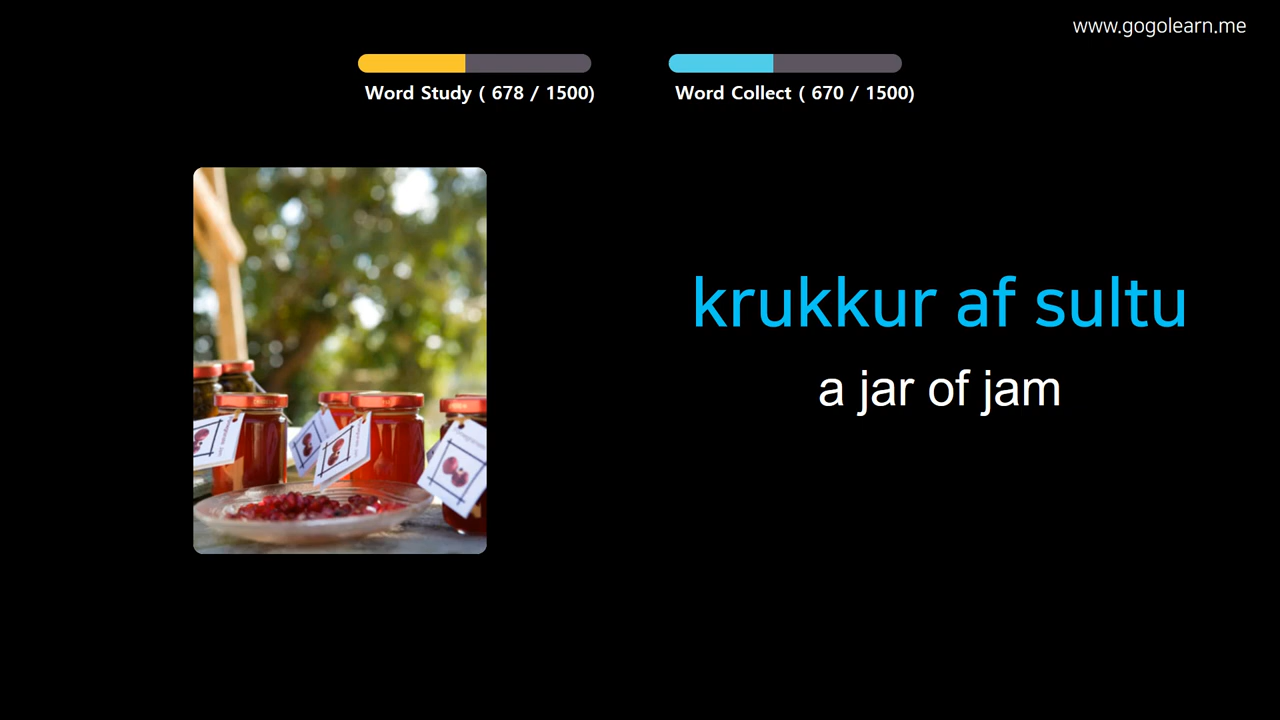 www.gogolearn.me
Word Study ( 678 / 1500)
Word Collect ( 670 / 1500)
krukkur af sultu
a jar of jam